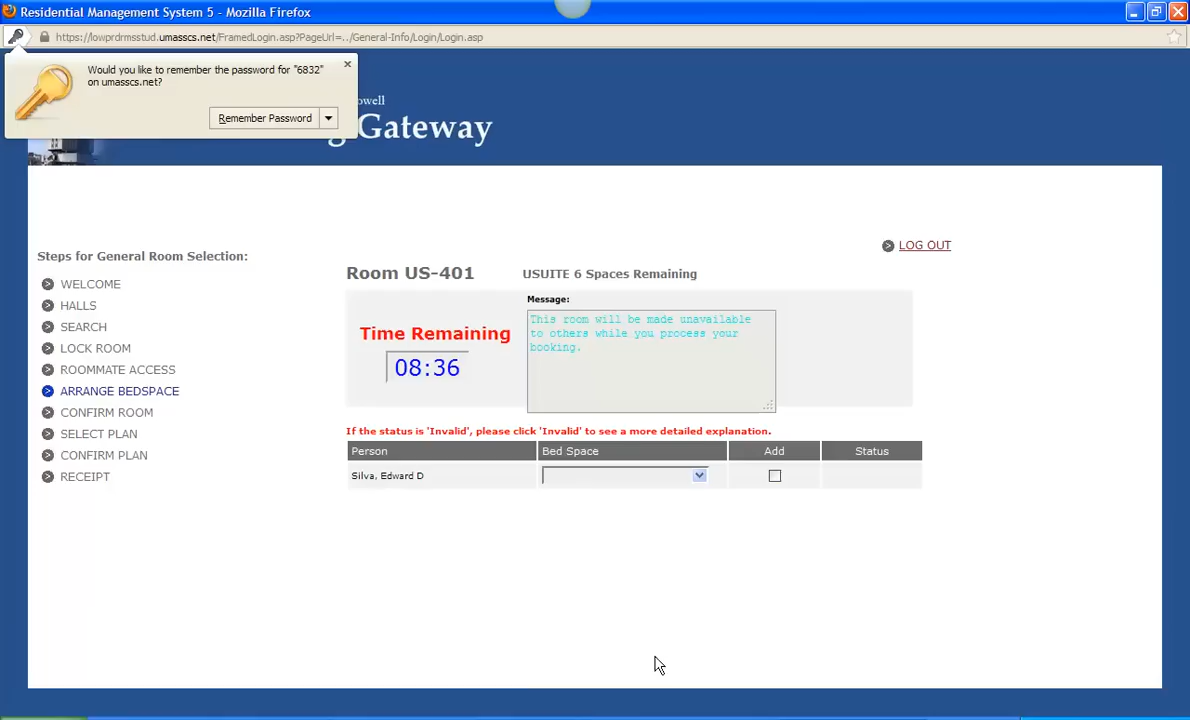 Residential Management System 5 - Mozilla Firefox
https://lowprdrmsstud.umasscs.net/FramedLogin.asp?PageUrl=../General-Info/Login/Login.asp
Would you like to remember the password for "6832"
on umasscs.net?
Remember Password
owell
g Gateway
LOG OUT
Steps for General Room Selection:
WELCOME
HALLS
SEARCH
LOCK ROOM
ROOMMATE ACCESS
ARRANGE BEDSPACE
CONFIRM ROOM
SELECT PLAN
CONFIRM PLAN
RECEIPT
Room US-401
USUITE 6 Spaces Remaining
Time Remaining
08:36
Message:
This room will be made unavailable
to others while you process your
booking.
If the status is 'Invalid', please click 'Invalid' to see a more detailed explanation.
Person Bed Space Add Status
Silva, Edward D